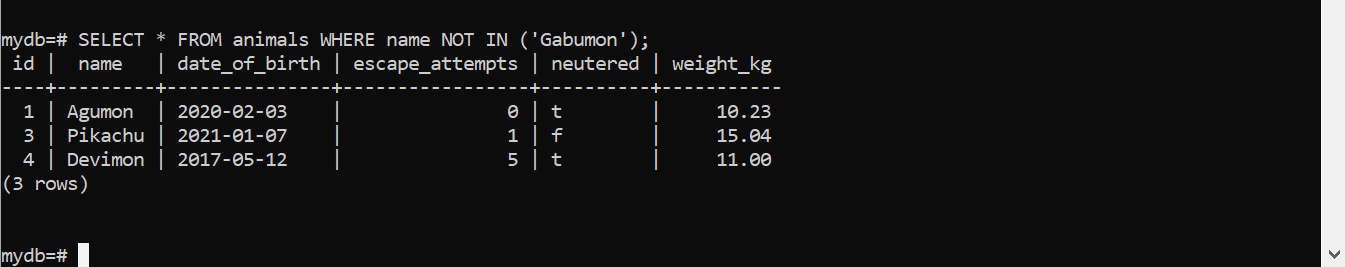 mydb=# SELECT * FROM animals WHERE name NOT IN ('Gabumon');
 id |  name   | date_of_birth | escape_attempts | neutered | weight_kg
----+---------+---------------+-----------------+----------+-----------
  1 | Agumon  | 2020-02-03    |               0 | t        |     10.23
  3 | Pikachu | 2021-01-07    |               1 | f        |     15.04
  4 | Devimon | 2017-05-12    |               5 | t        |     11.00
(3 rows)
mydb=#